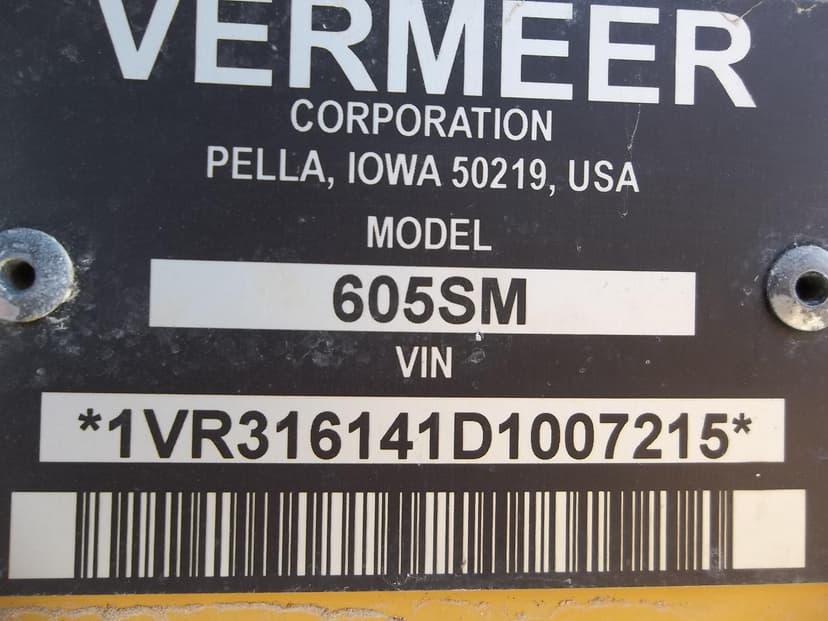 VERMEER
CORPORATION
PELLA, IOWA 50219, USA
MODEL
605SM
VIN
*1VR316141D1007215*